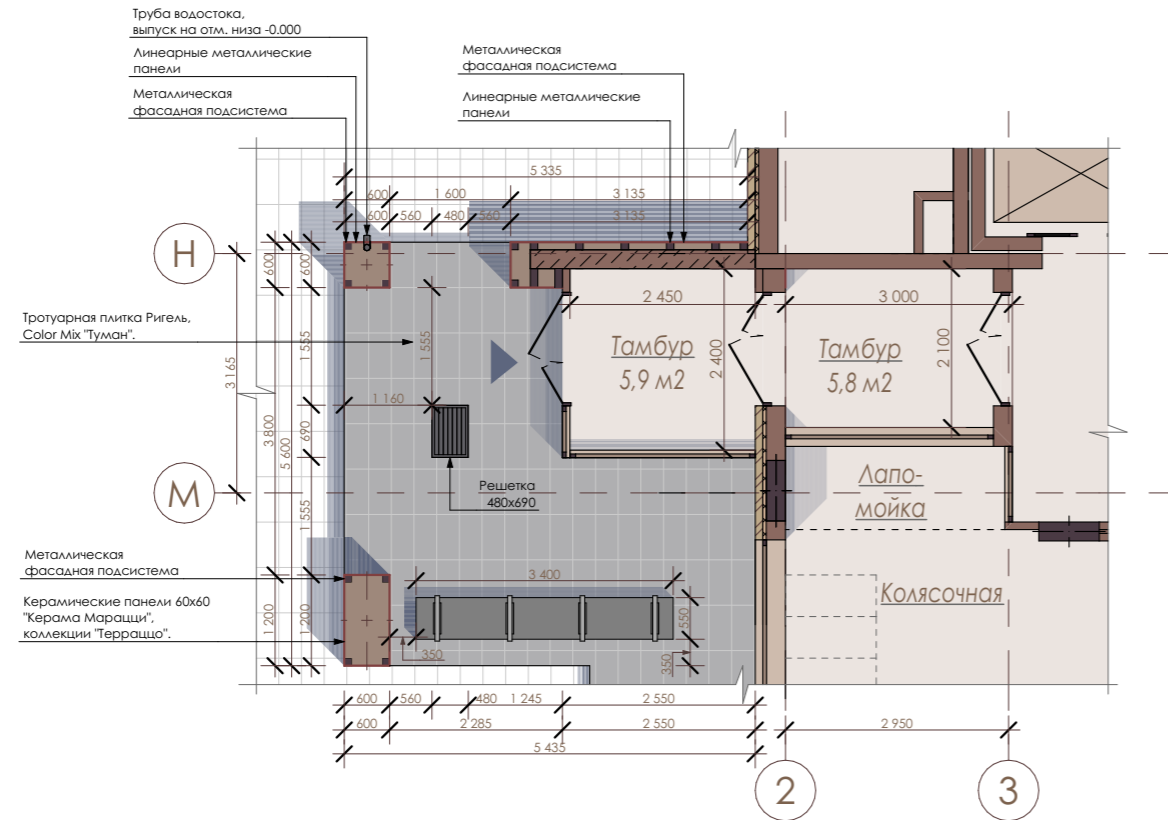 Труба водостока,
выпуск на отм. низа -0.000
Линеарные металлические
панели
Металлическая
фасадная подсистема
Металлическая
фасадная подсистема
Линеарные металлические
панели
5 335
600
1 600
3 135
600
560
480
560
3 135
Н
600
600
2 450
3 000
Тротуарная плитка Ригель,
Color Mix "Туман".
1 555
1 555
Тамбур
5,9 м2
2 400
Тамбур
5,8 м2
2 100
3 165
1 160
3 800
5 600
690
М
Решетка
480х690
Лапо-
мойка
1 555
Металлическая
фасадная подсистема
3 400
Керамические панели 60х60
"Керама Марацци",
коллекции "Терраццо".
Колясочная
1 200
1 200
550
350
350
600
560
480
1 245
2 550
600
2 285
2 550
2 950
5 435
2
3